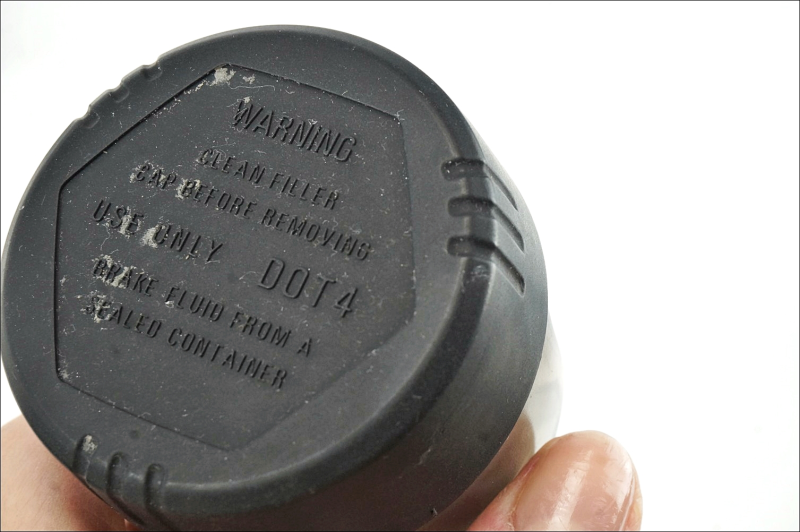 WARNING
CLEAN FILLER
CAP BEFORE REMOVING
USE ONLY DOT4
BRAKE FLUID FROM A
SEALED CONTAINER